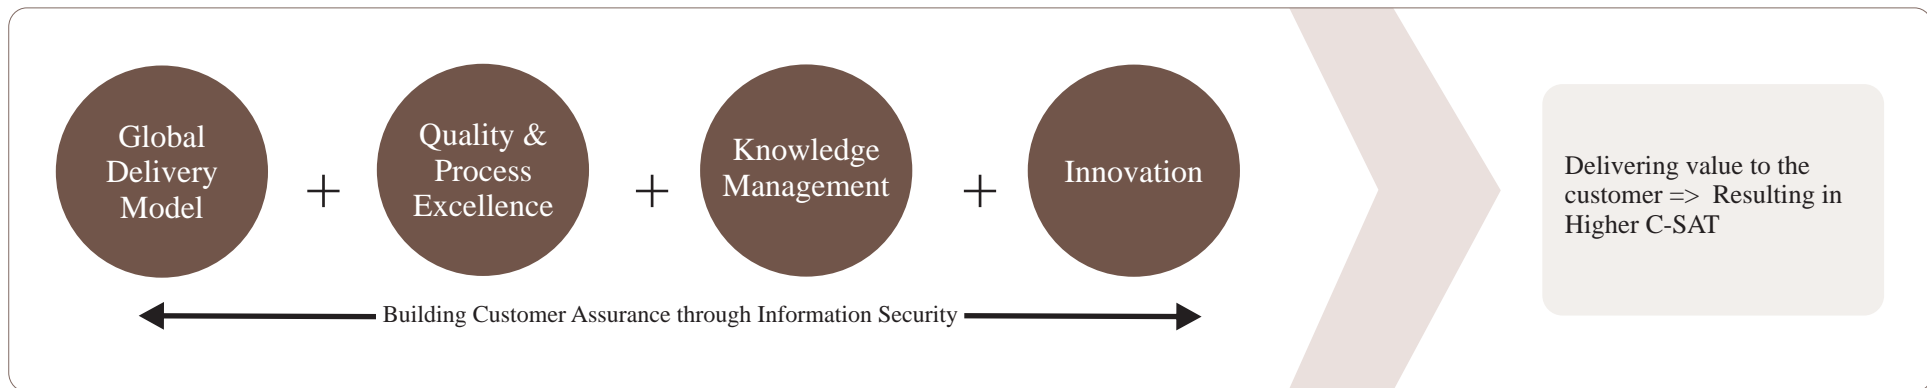 Global
Delivery
Model
+
Quality &
Process
Excellence
+
Knowledge
Management
+
Innovation
Building Customer Assurance through Information Security
Delivering value to the
customer => Resulting in
Higher C-SAT